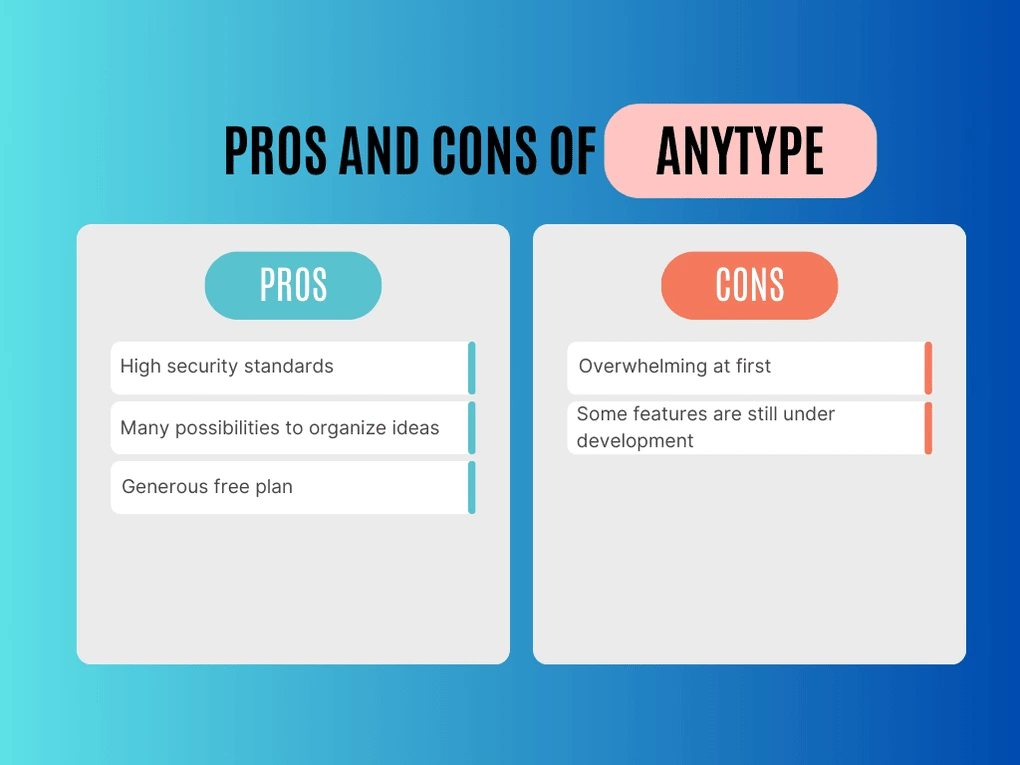 PROS AND CONS OF ANYTYPE
PROS
High security standards
Many possibilities to organize ideas
Generous free plan
CONS
Overwhelming at first
Some features are still under
development